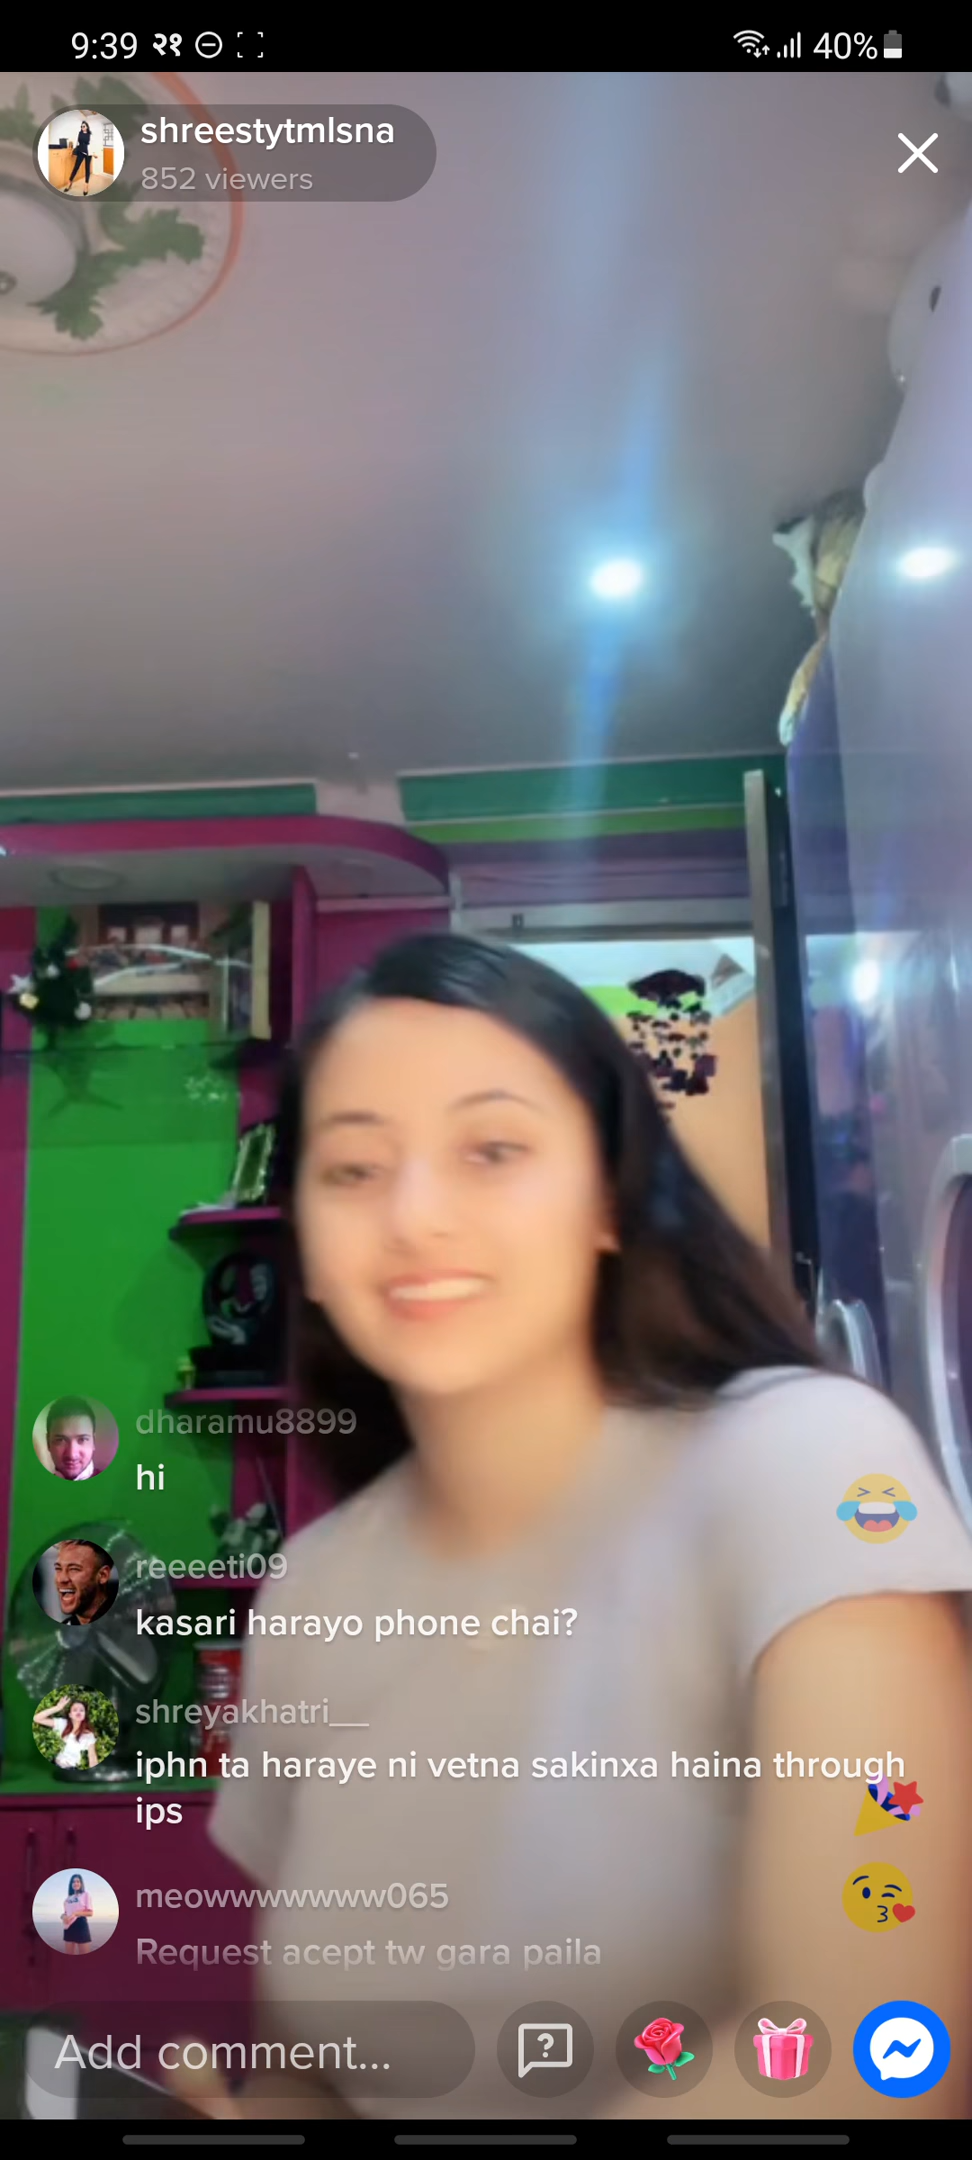 9:39 २१ 40%
shreestytmlsna
852 viewers
dharamu8899
hi
reeeeti09
kasari harayo phone chai?
shreyakhatri__
iphn ta haraye ni vetna sakinxa haina through
ips
meowwwwwww065
Request acept tw gara paila
Add comment...